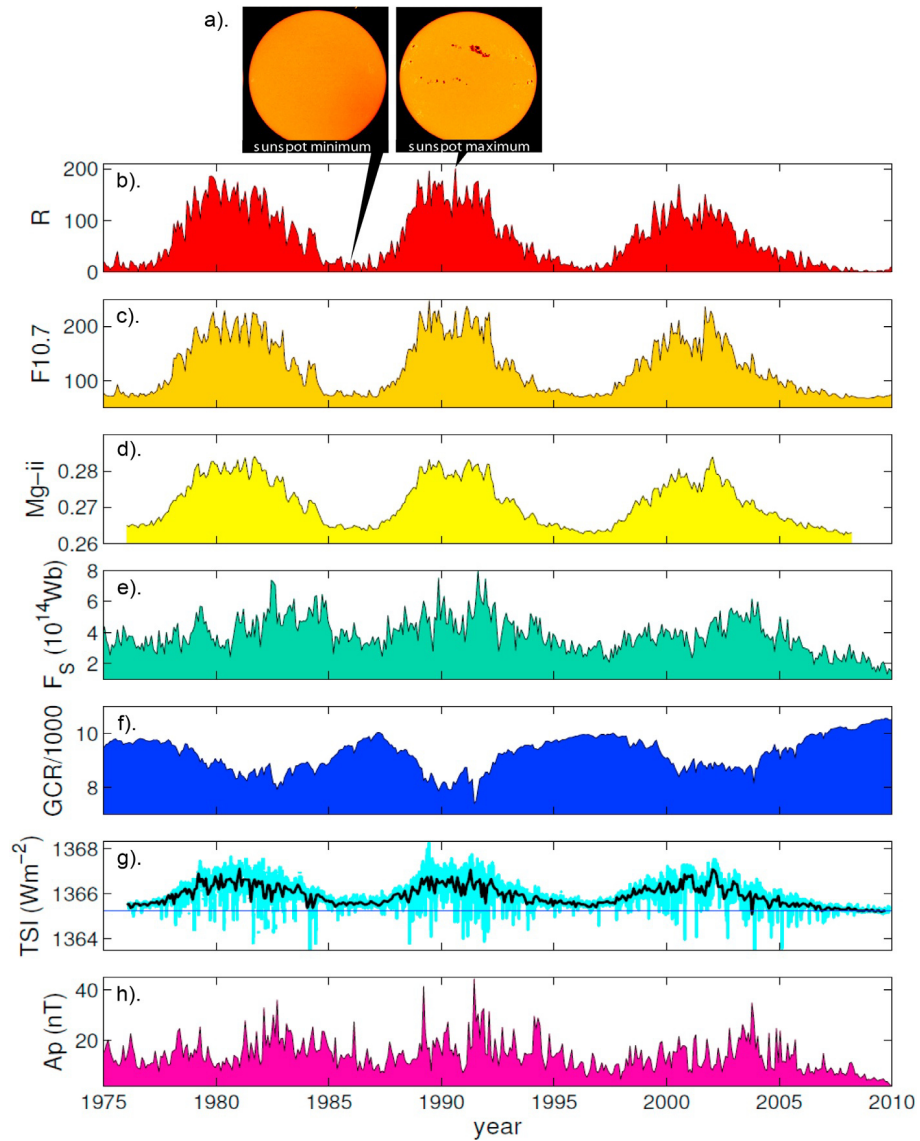 a).
sunspot minimum
sunspot maximum
b).
R
200
100
0
c).
F10.7
200
100
d).
Mg–ii
0.28
0.27
0.26
e).
F_S (10^14Wb)
8
6
4
2
f).
GCR/1000
10
8
g).
TSI (Wm^−2)
1368
1366
1364
h).
Ap (nT)
40
20
1975 1980 1985 1990 1995 2000 2005 2010
year